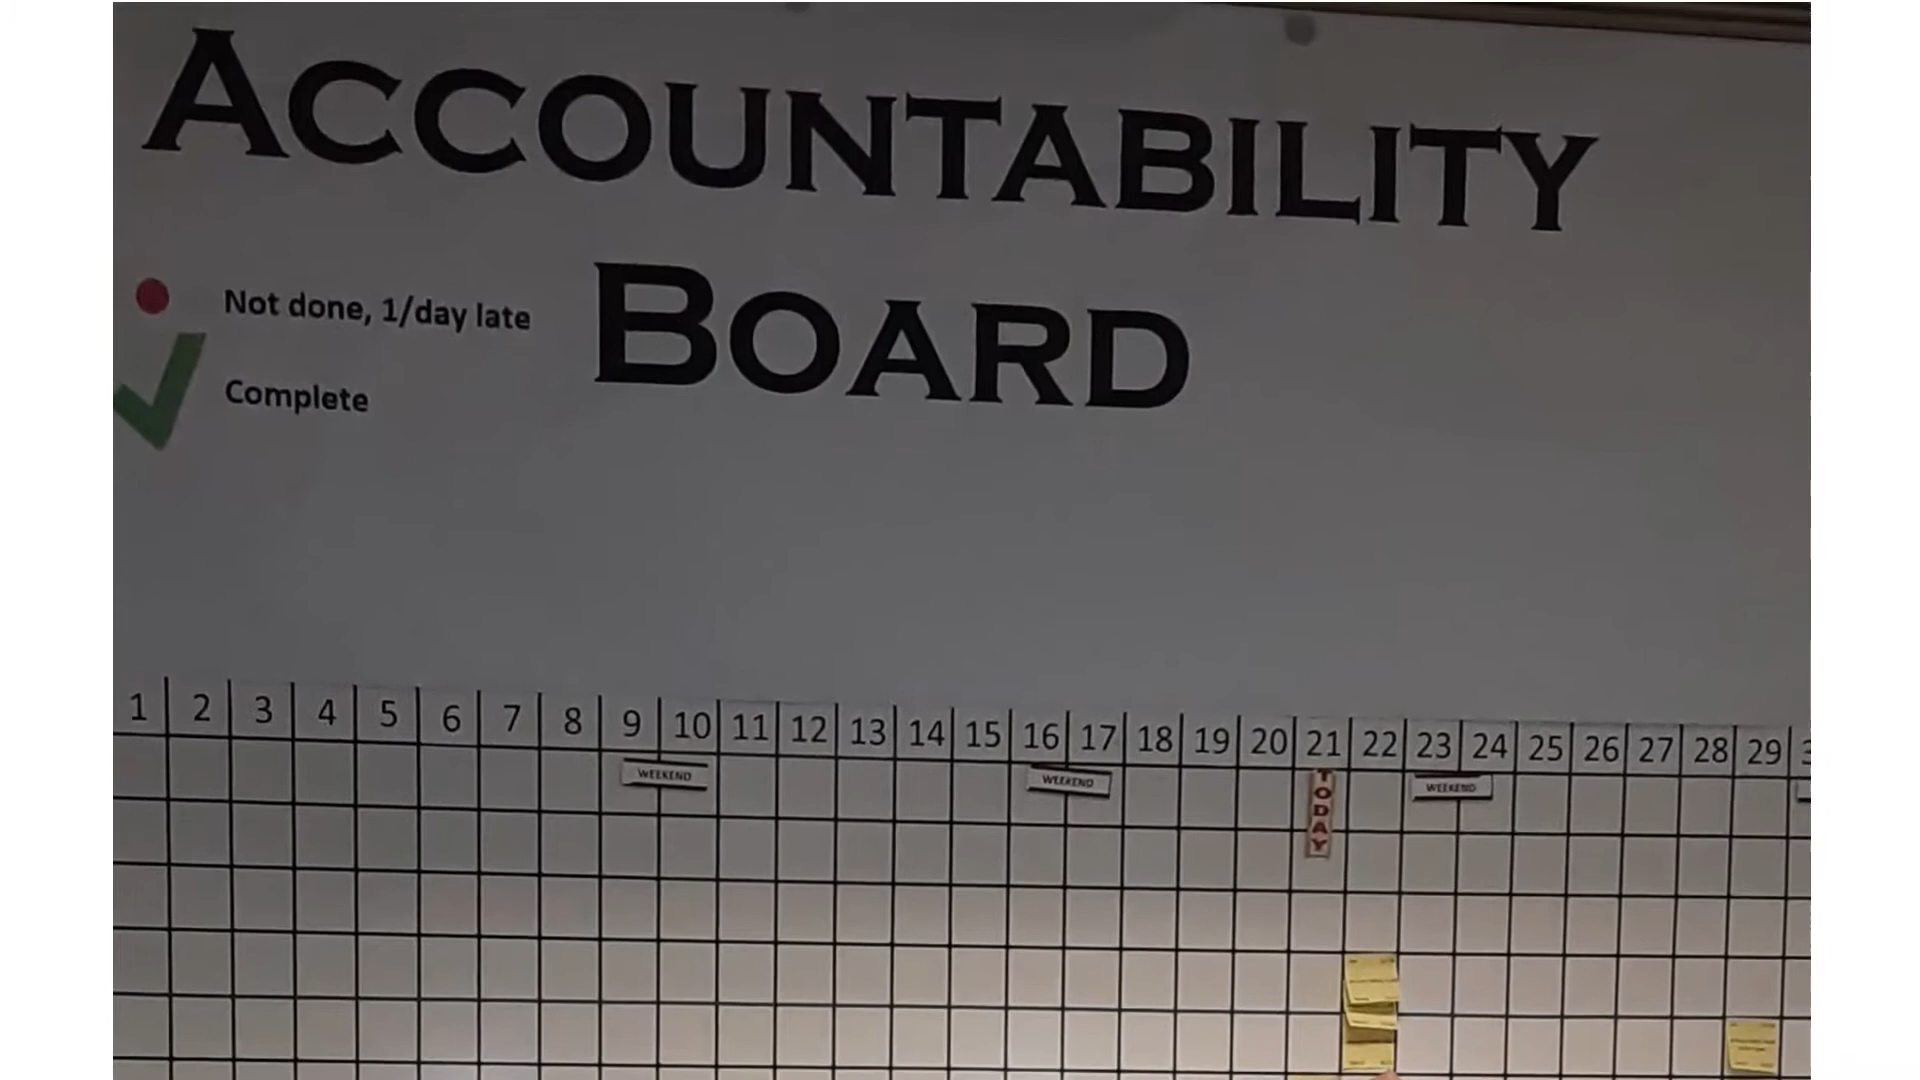 ACCOUNTABILITY
BOARD
Not done, 1/day late
Complete
1 2 3 4 5 6 7 8 9 10 11 12 13 14 15 16 17 18 19 20 21 22 23 24 25 26 27 28 29
WEEKEND WEEKEND TODAY WEEKEND